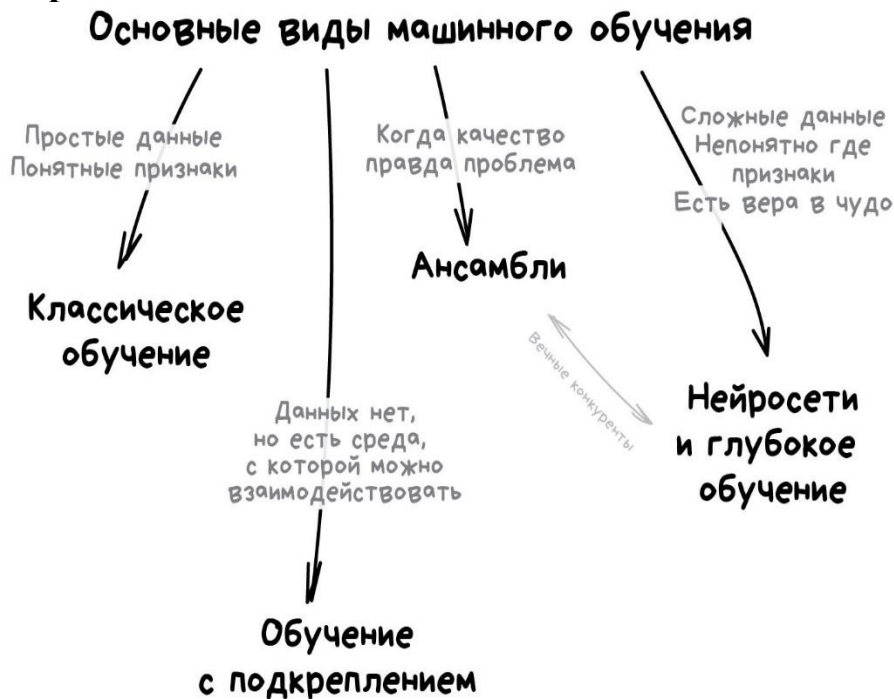 Основные виды машинного обучения
Простые данные
Понятные признаки
Классическое
обучение
Данных нет,
но есть среда,
с которой можно
взаимодействовать
Обучение
с подкреплением
Когда качество
правда проблема
Ансамбли
Вечные конкуренты
Сложные данные
Непонятно где
признаки
Есть вера в чудо
Нейросети
и глубокое
обучение